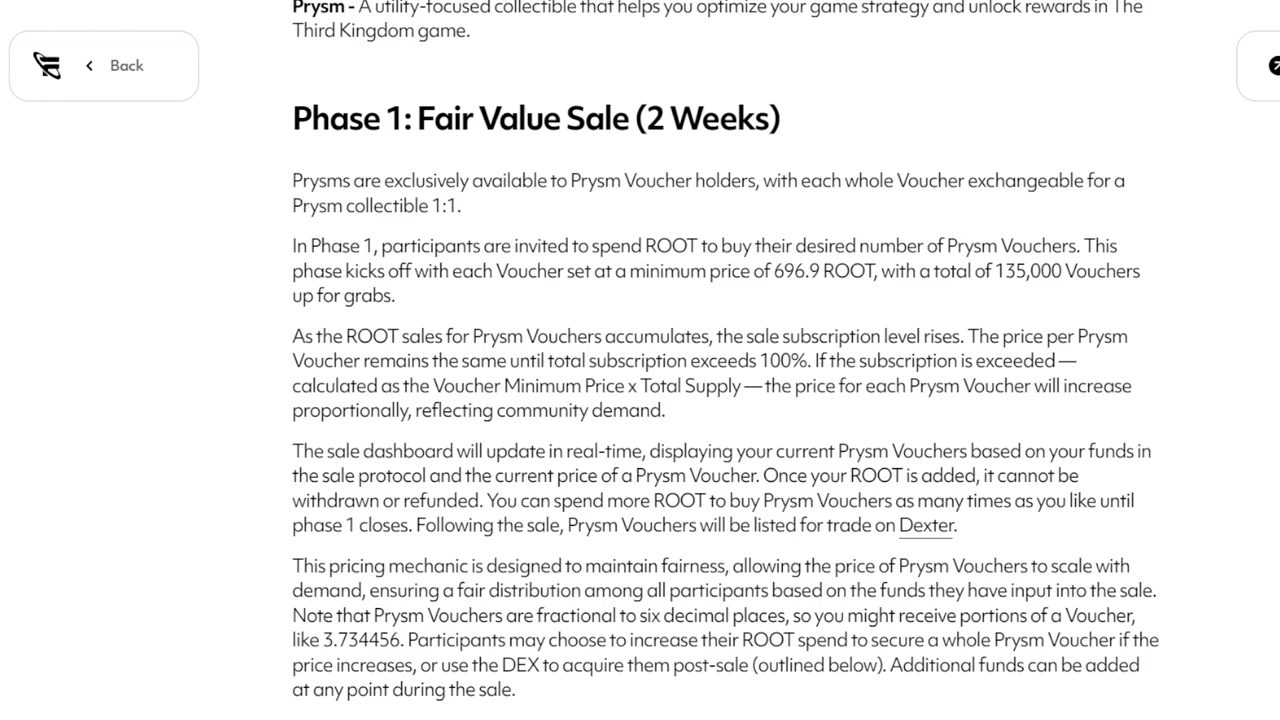 Prysm - A utility-focused collectible that helps you optimize your game strategy and unlock rewards in The
Third Kingdom game.
Back
Phase 1: Fair Value Sale (2 Weeks)
Prysms are exclusively available to Prysm Voucher holders, with each whole Voucher exchangeable for a
Prysm collectible 1:1.
In Phase 1, participants are invited to spend ROOT to buy their desired number of Prysm Vouchers. This
phase kicks off with each Voucher set at a minimum price of 696.9 ROOT, with a total of 135,000 Vouchers
up for grabs.
As the ROOT sales for Prysm Vouchers accumulates, the sale subscription level rises. The price per Prysm
Voucher remains the same until total subscription exceeds 100%. If the subscription is exceeded —
calculated as the Voucher Minimum Price x Total Supply — the price for each Prysm Voucher will increase
proportionally, reflecting community demand.
The sale dashboard will update in real-time, displaying your current Prysm Vouchers based on your funds in
the sale protocol and the current price of a Prysm Voucher. Once your ROOT is added, it cannot be
withdrawn or refunded. You can spend more ROOT to buy Prysm Vouchers as many times as you like until
phase 1 closes. Following the sale, Prysm Vouchers will be listed for trade on Dexter.
This pricing mechanic is designed to maintain fairness, allowing the price of Prysm Vouchers to scale with
demand, ensuring a fair distribution among all participants based on the funds they have input into the sale.
Note that Prysm Vouchers are fractional to six decimal places, so you might receive portions of a Voucher,
like 3.734456. Participants may choose to increase their ROOT spend to secure a whole Prysm Voucher if the
price increases, or use the DEX to acquire them post-sale (outlined below). Additional funds can be added
at any point during the sale.